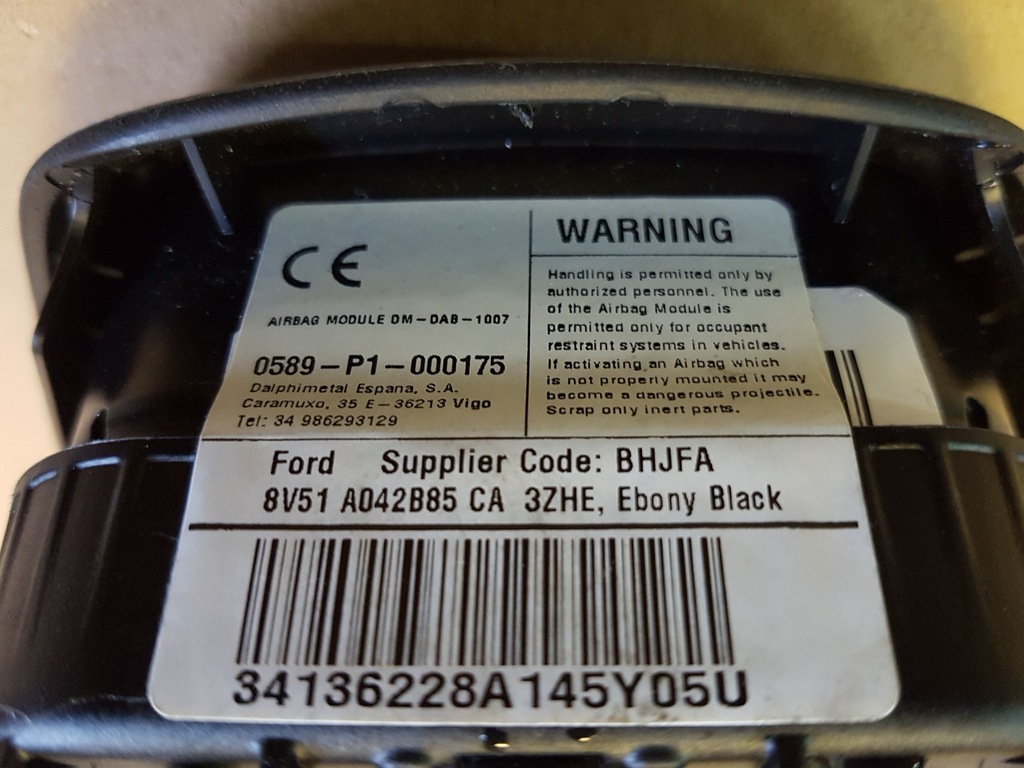 CE
AIRBAG MODULE DM-DAB-1007
0589-P1-000175
Dalphimetal Espana, S.A.
Caramuxo, 35 E-36213 Vigo
Tel: 34 986293129
WARNING
Handling is permitted only by
authorized personnel. The use
of the Airbag Module is
permitted only for occupant
restraint systems in vehicles.
If activating an Airbag which
is not properly mounted it may
become a dangerous projectile.
Scrap only inert parts.
Ford Supplier Code: BHJFA
8V51 A042B85 CA 3ZHE, Ebony Black
34136228A145Y05U